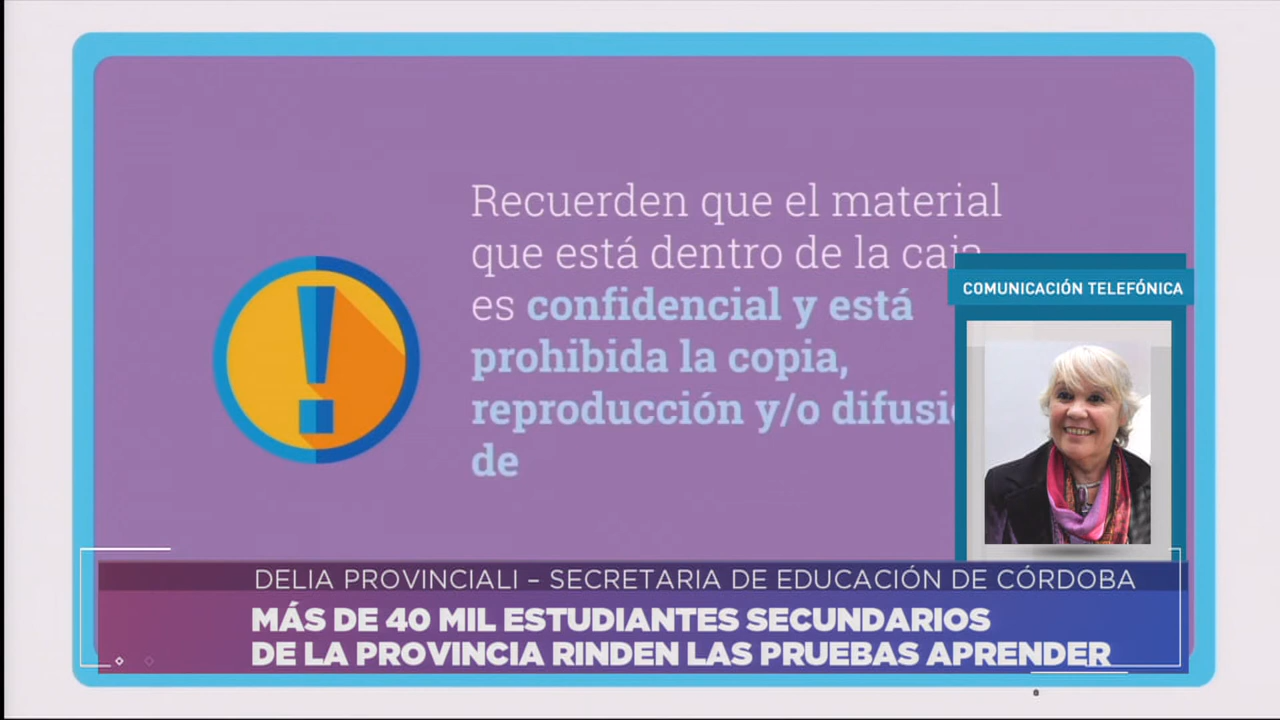 Recuerden que el material
que está dentro de la caja
es confidencial y está
prohibida la copia,
reproducción y/o difusi
de
COMUNICACIÓN TELEFÓNICA
DELIA PROVINCIALI – SECRETARIA DE EDUCACIÓN DE CÓRDOBA
MÁS DE 40 MIL ESTUDIANTES SECUNDARIOS
DE LA PROVINCIA RINDEN LAS PRUEBAS APRENDER